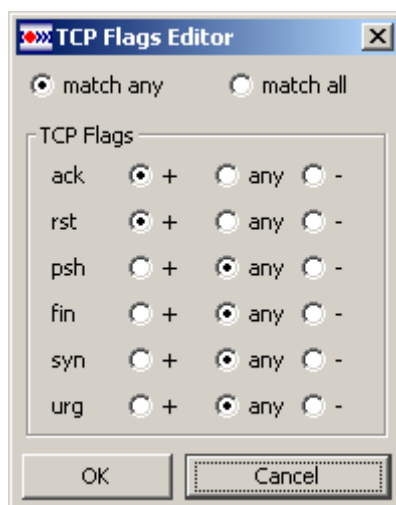 TCP Flags Editor
match any match all
TCP Flags
ack + any -
rst + any -
psh + any -
fin + any -
syn + any -
urg + any -
OK Cancel